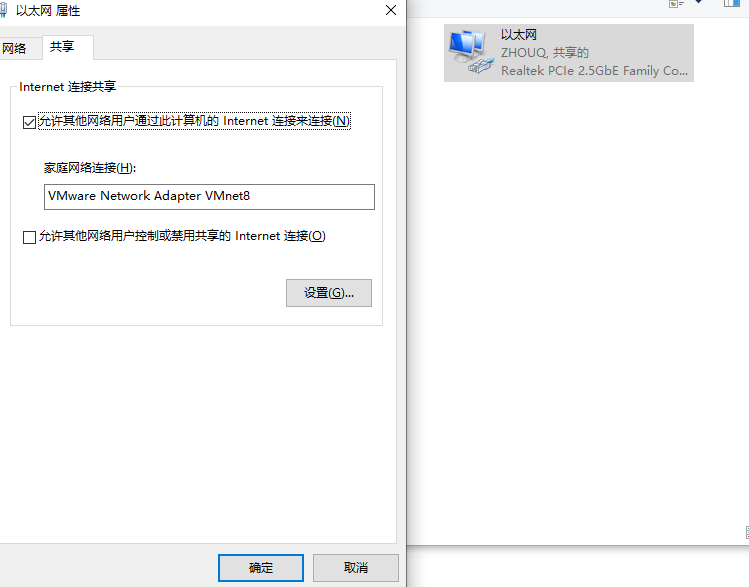 以太网 属性
网络
共享
Internet 连接共享
允许其他网络用户通过此计算机的 Internet 连接来连接(N)
家庭网络连接(H):
VMware Network Adapter VMnet8
允许其他网络用户控制或禁用共享的 Internet 连接(O)
设置(G)...
确定
取消
以太网
ZHOUQ, 共享的
Realtek PCIe 2.5GbE Family Co...